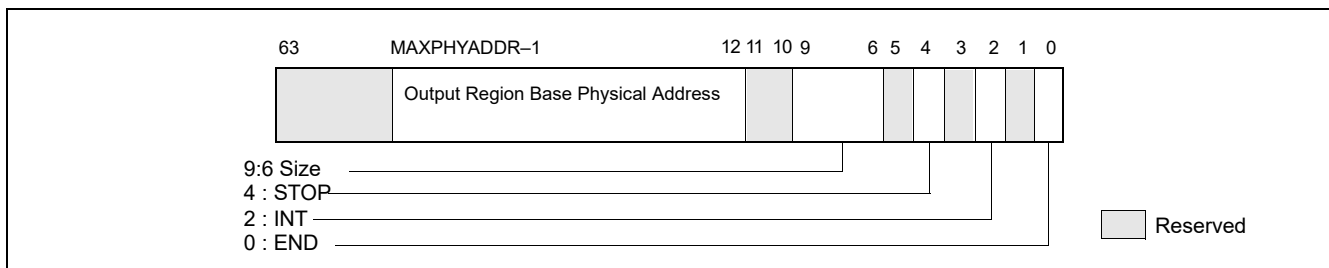 63 MAXPHYADDR–1 12 11 10 9 6 5 4 3 2 1 0
Output Region Base Physical Address
9:6 Size
4 : STOP
2 : INT
0 : END
Reserved